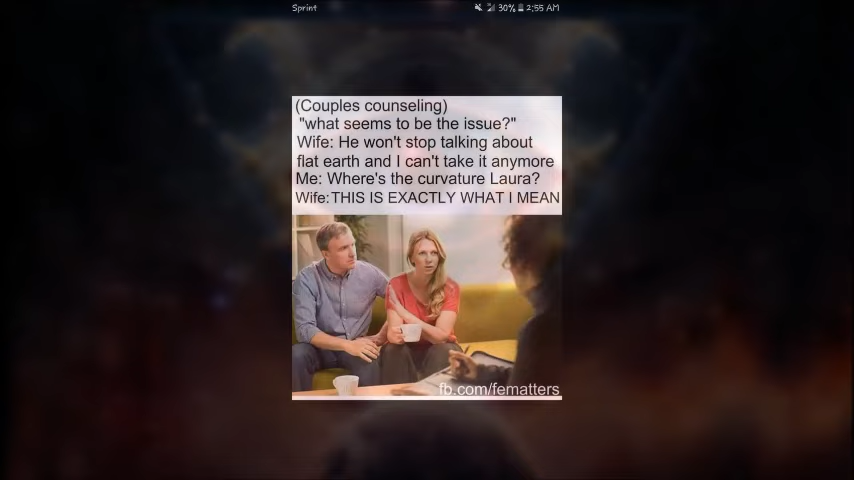 Sprint 30% 2:55 AM
(Couples counseling)
"what seems to be the issue?"
Wife: He won't stop talking about
flat earth and I can't take it anymore
Me: Where's the curvature Laura?
Wife:THIS IS EXACTLY WHAT I MEAN
fb.com/fematters